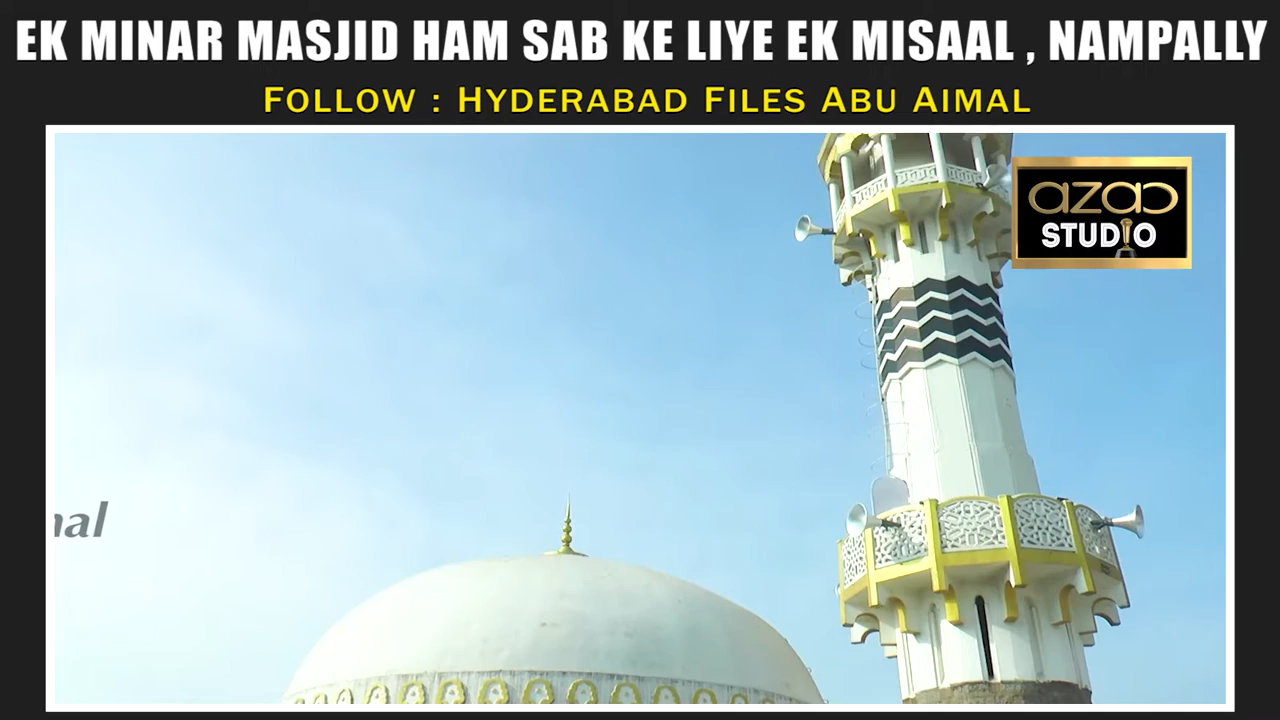 EK MINAR MASJID HAM SAB KE LIYE EK MISAAL , NAMPALLY
FOLLOW : HYDERABAD FILES ABU AIMAL
azad
STUDIO